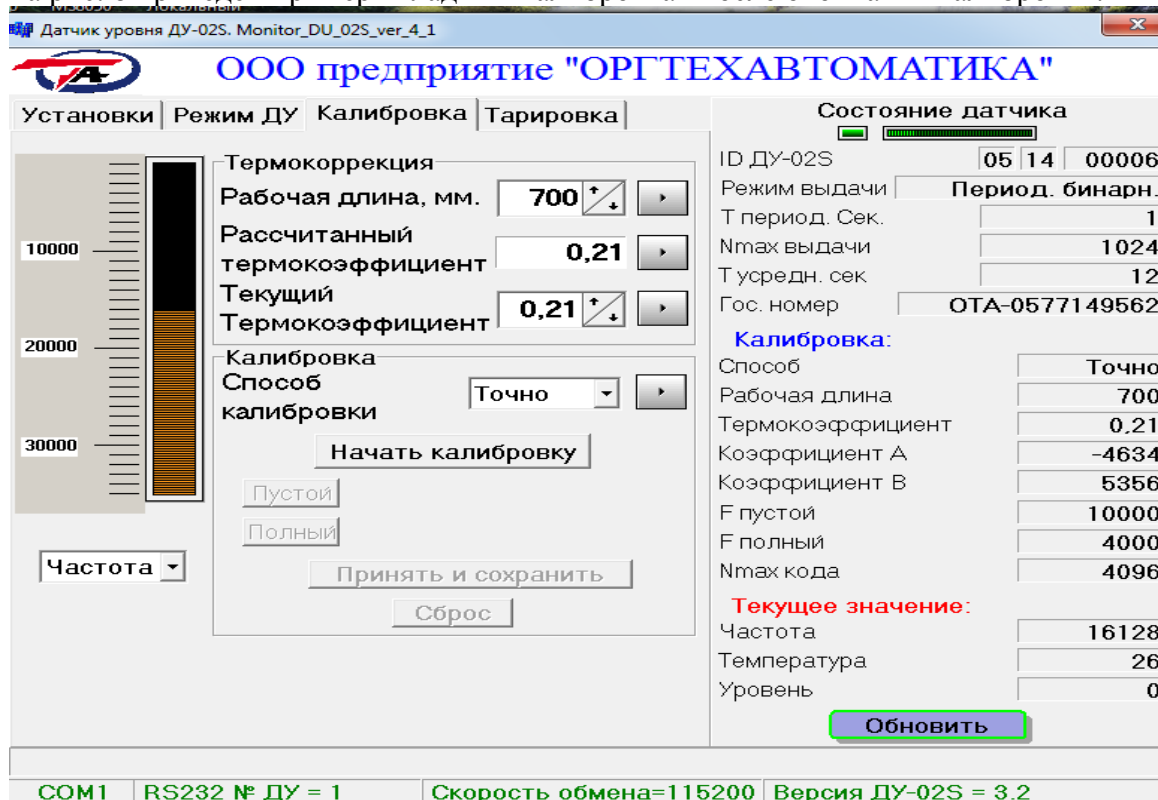 Датчик уровня ДУ-02S. Monitor_DU_02S_ver_4_1
ООО предприятие "ОРГТЕХАВТОМАТИКА"
Установки Режим ДУ Калибровка Тарировка
10000
20000
30000
Частота
Термокоррекция
Рабочая длина, мм. 700
Рассчитанный
термокоэффициент 0,21
Текущий
Термокоэффициент 0,21
Калибровка
Способ
калибровки Точно
Начать калибровку
Пустой
Полный
Принять и сохранить
Сброс
Состояние датчика
ID ДУ-02S 05 14 00006
Режим выдачи Период. бинарн.
Т период. Сек. 1
Nmax выдачи 1024
Т усредн. сек 12
Гос. номер ОТА-0577149562
Калибровка:
Способ Точно
Рабочая длина 700
Термокоэффициент 0,21
Коэффициент А -4634
Коэффициент В 5356
F пустой 10000
F полный 4000
Nmax кода 4096
Текущее значение:
Частота 16128
Температура 26
Уровень 0
Обновить
COM1 RS232 № ДУ = 1 Скорость обмена=115200 Версия ДУ-02S = 3.2